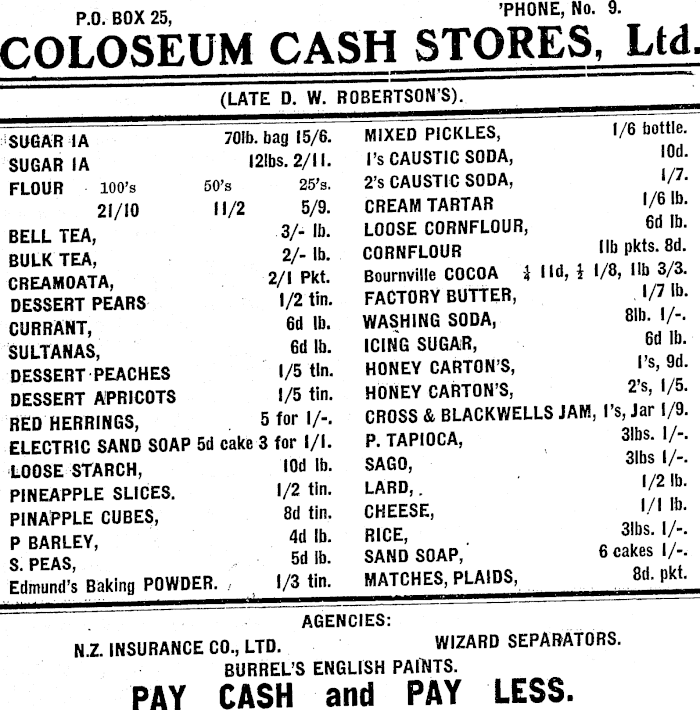 P.O. BOX 25,
'PHONE, No. 9.
COLOSEUM CASH STORES, Ltd.
(LATE D. W. ROBERTSON'S).
SUGAR 1A 70lb. bag 15/6.
SUGAR 1A 12lbs. 2/11.
FLOUR 100's 50's 25's.
21/10 11/2 5/9.
BELL TEA, 3/- lb.
BULK TEA, 2/- lb.
CREAMOATA, 2/1 Pkt.
DESSERT PEARS 1/2 tin.
CURRANT, 6d lb.
SULTANAS, 6d lb.
DESSERT PEACHES 1/5 tin.
DESSERT APRICOTS 1/5 tin.
RED HERRINGS, 5 for 1/-.
ELECTRIC SAND SOAP 5d cake 3 for 1/1.
LOOSE STARCH, 10d lb.
PINEAPPLE SLICES. 1/2 tin.
PINAPPLE CUBES, 8d tin.
P BARLEY, 4d lb.
S. PEAS, 5d lb.
Edmund's Baking POWDER. 1/3 tin.
MIXED PICKLES, 1/6 bottle.
1's CAUSTIC SODA, 10d.
2's CAUSTIC SODA, 1/7.
CREAM TARTAR 1/6 lb.
LOOSE CORNFLOUR, 6d lb.
CORNFLOUR 1lb pkts. 8d.
Bournville COCOA ¼ 11d, ½ 1/8, 1lb 3/3.
FACTORY BUTTER, 1/7 lb.
WASHING SODA, 8lb. 1/-.
ICING SUGAR, 6d lb.
HONEY CARTON'S, 1's, 9d.
HONEY CARTON'S, 2's, 1/5.
CROSS & BLACKWELLS JAM, 1's, Jar 1/9.
P. TAPIOCA, 3lbs. 1/-.
SAGO, 3lbs 1/-.
LARD, 1/2 lb.
CHEESE, 1/1 lb.
RICE, 3lbs. 1/-.
SAND SOAP, 6 cakes 1/-.
MATCHES, PLAIDS, 8d. pkt.
AGENCIES:
N.Z. INSURANCE CO., LTD. WIZARD SEPARATORS.
BURREL'S ENGLISH PAINTS.
PAY CASH and PAY LESS.